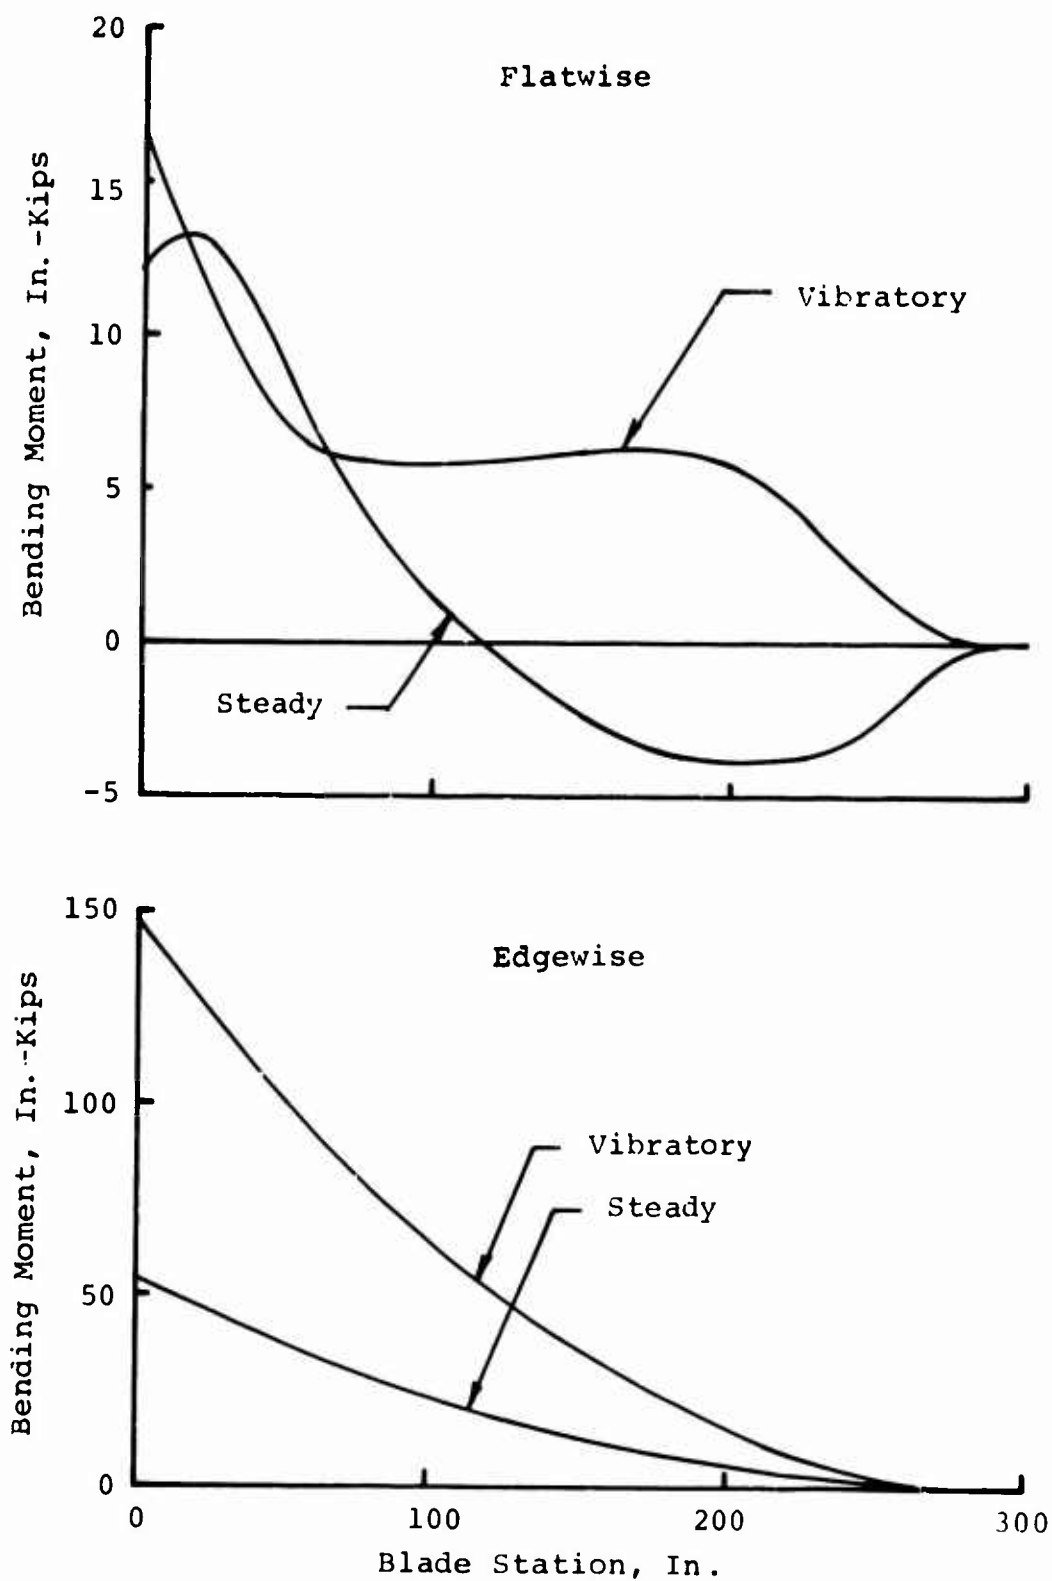 20
Flatwise
15
10
5
0
-5
Bending Moment, In.-Kips
Vibratory
Steady
150
Edgewise
100
50
0
Bending Moment, In.-Kips
Vibratory
Steady
0 100 200 300
Blade Station, In.